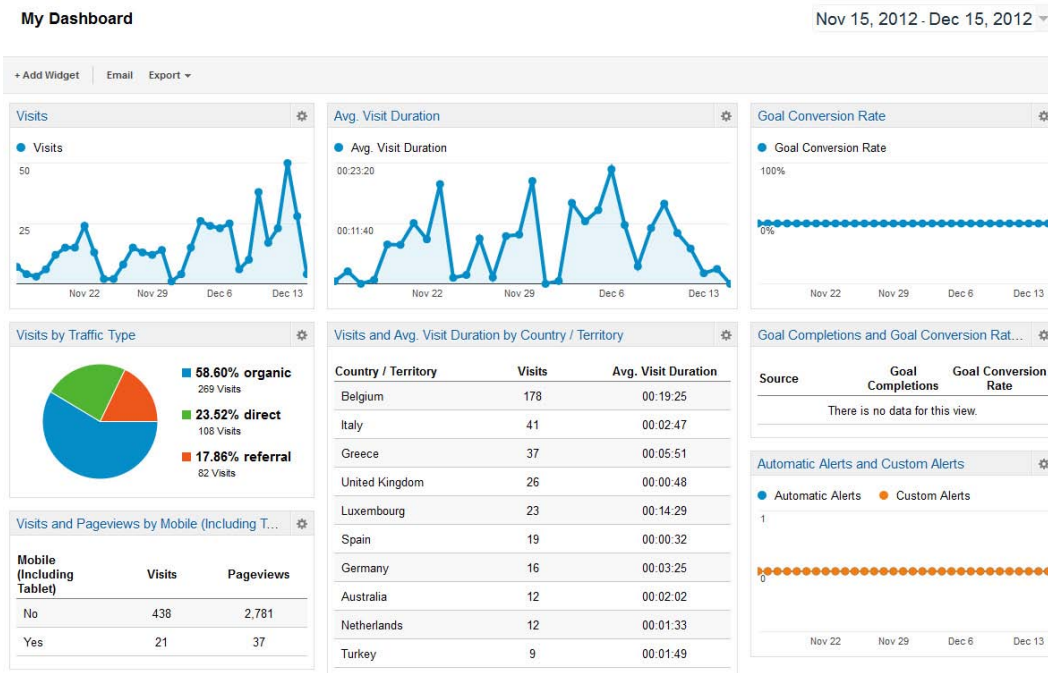 My Dashboard
Nov 15, 2012 - Dec 15, 2012
+ Add Widget Email Export
Visits
Visits
50
25
Nov 22 Nov 29 Dec 6 Dec 13
Avg. Visit Duration
Avg. Visit Duration
00:23:20
00:11:40
Nov 22 Nov 29 Dec 6 Dec 13
Goal Conversion Rate
Goal Conversion Rate
100%
0%
Nov 22 Nov 29 Dec 6 Dec 13
Visits by Traffic Type
58.60% organic
269 Visits
23.52% direct
108 Visits
17.86% referral
82 Visits
Visits and Pageviews by Mobile (Including T...
Mobile
(Including
Tablet)
Visits Pageviews
No 438 2,781
Yes 21 37
Visits and Avg. Visit Duration by Country / Territory
Country / Territory Visits Avg. Visit Duration
Belgium 178 00:19:25
Italy 41 00:02:47
Greece 37 00:05:51
United Kingdom 26 00:00:48
Luxembourg 23 00:14:29
Spain 19 00:00:32
Germany 16 00:03:25
Australia 12 00:02:02
Netherlands 12 00:01:33
Turkey 9 00:01:49
Goal Completions and Goal Conversion Rat...
Source
Goal
Completions
Goal Conversion
Rate
There is no data for this view.
Automatic Alerts and Custom Alerts
Automatic Alerts Custom Alerts
1
0
Nov 22 Nov 29 Dec 6 Dec 13